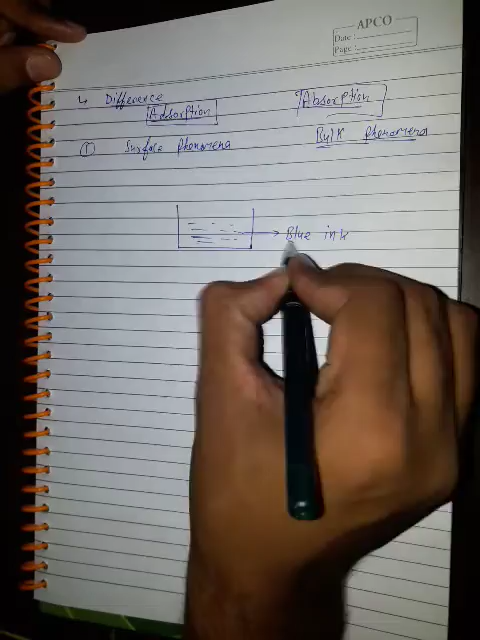 APCO
Date :
Page :
↳ Difference
Adsorption Absorption
① Surface phenomena Bulk phenomena
→ Blue ink